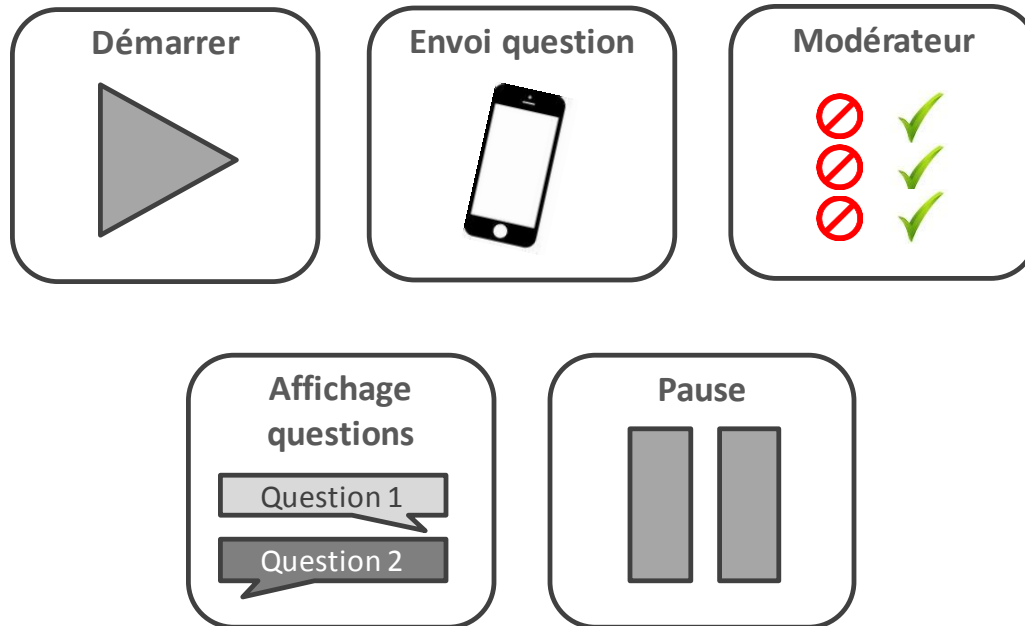 Démarrer
Envoi question
Modérateur
Affichage
questions
Question 1
Question 2
Pause